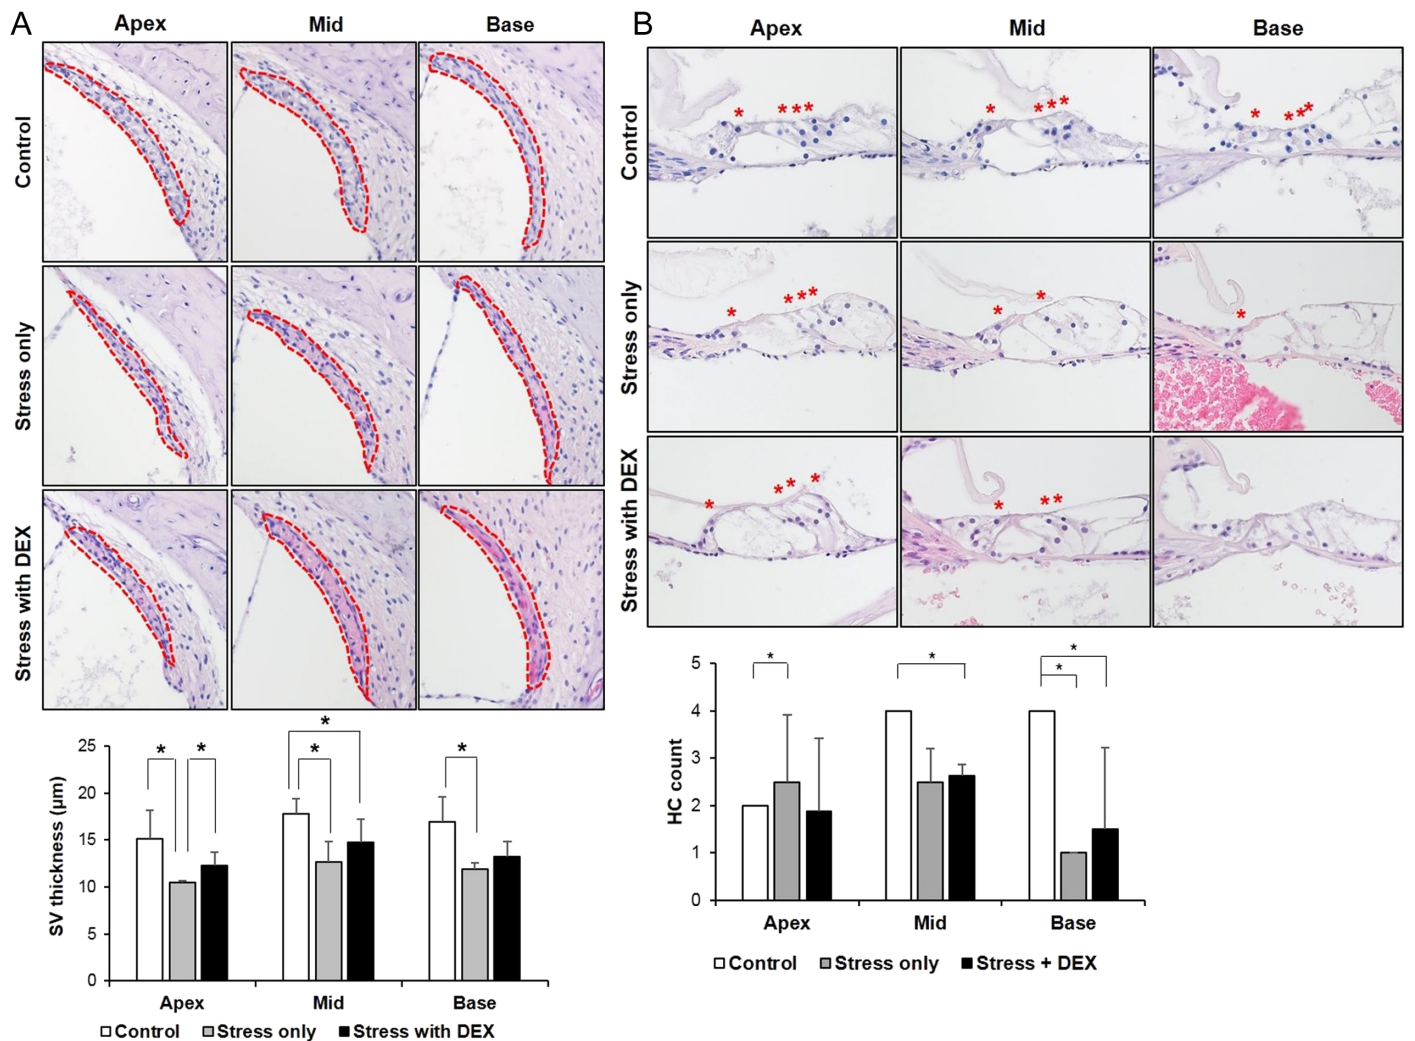 A
Apex Mid Base
Control
Stress only
Stress with DEX
* * * *
25
20
15
10
5
0
SV thickness (μm)
Apex Mid Base
Control Stress only Stress with DEX
B
Apex Mid Base
Control
* * * * * * * * * * * *
Stress only
* * * * * * *
Stress with DEX
* * * * * * *
* * * *
5
4
3
2
1
0
HC count
Apex Mid Base
Control Stress only Stress + DEX